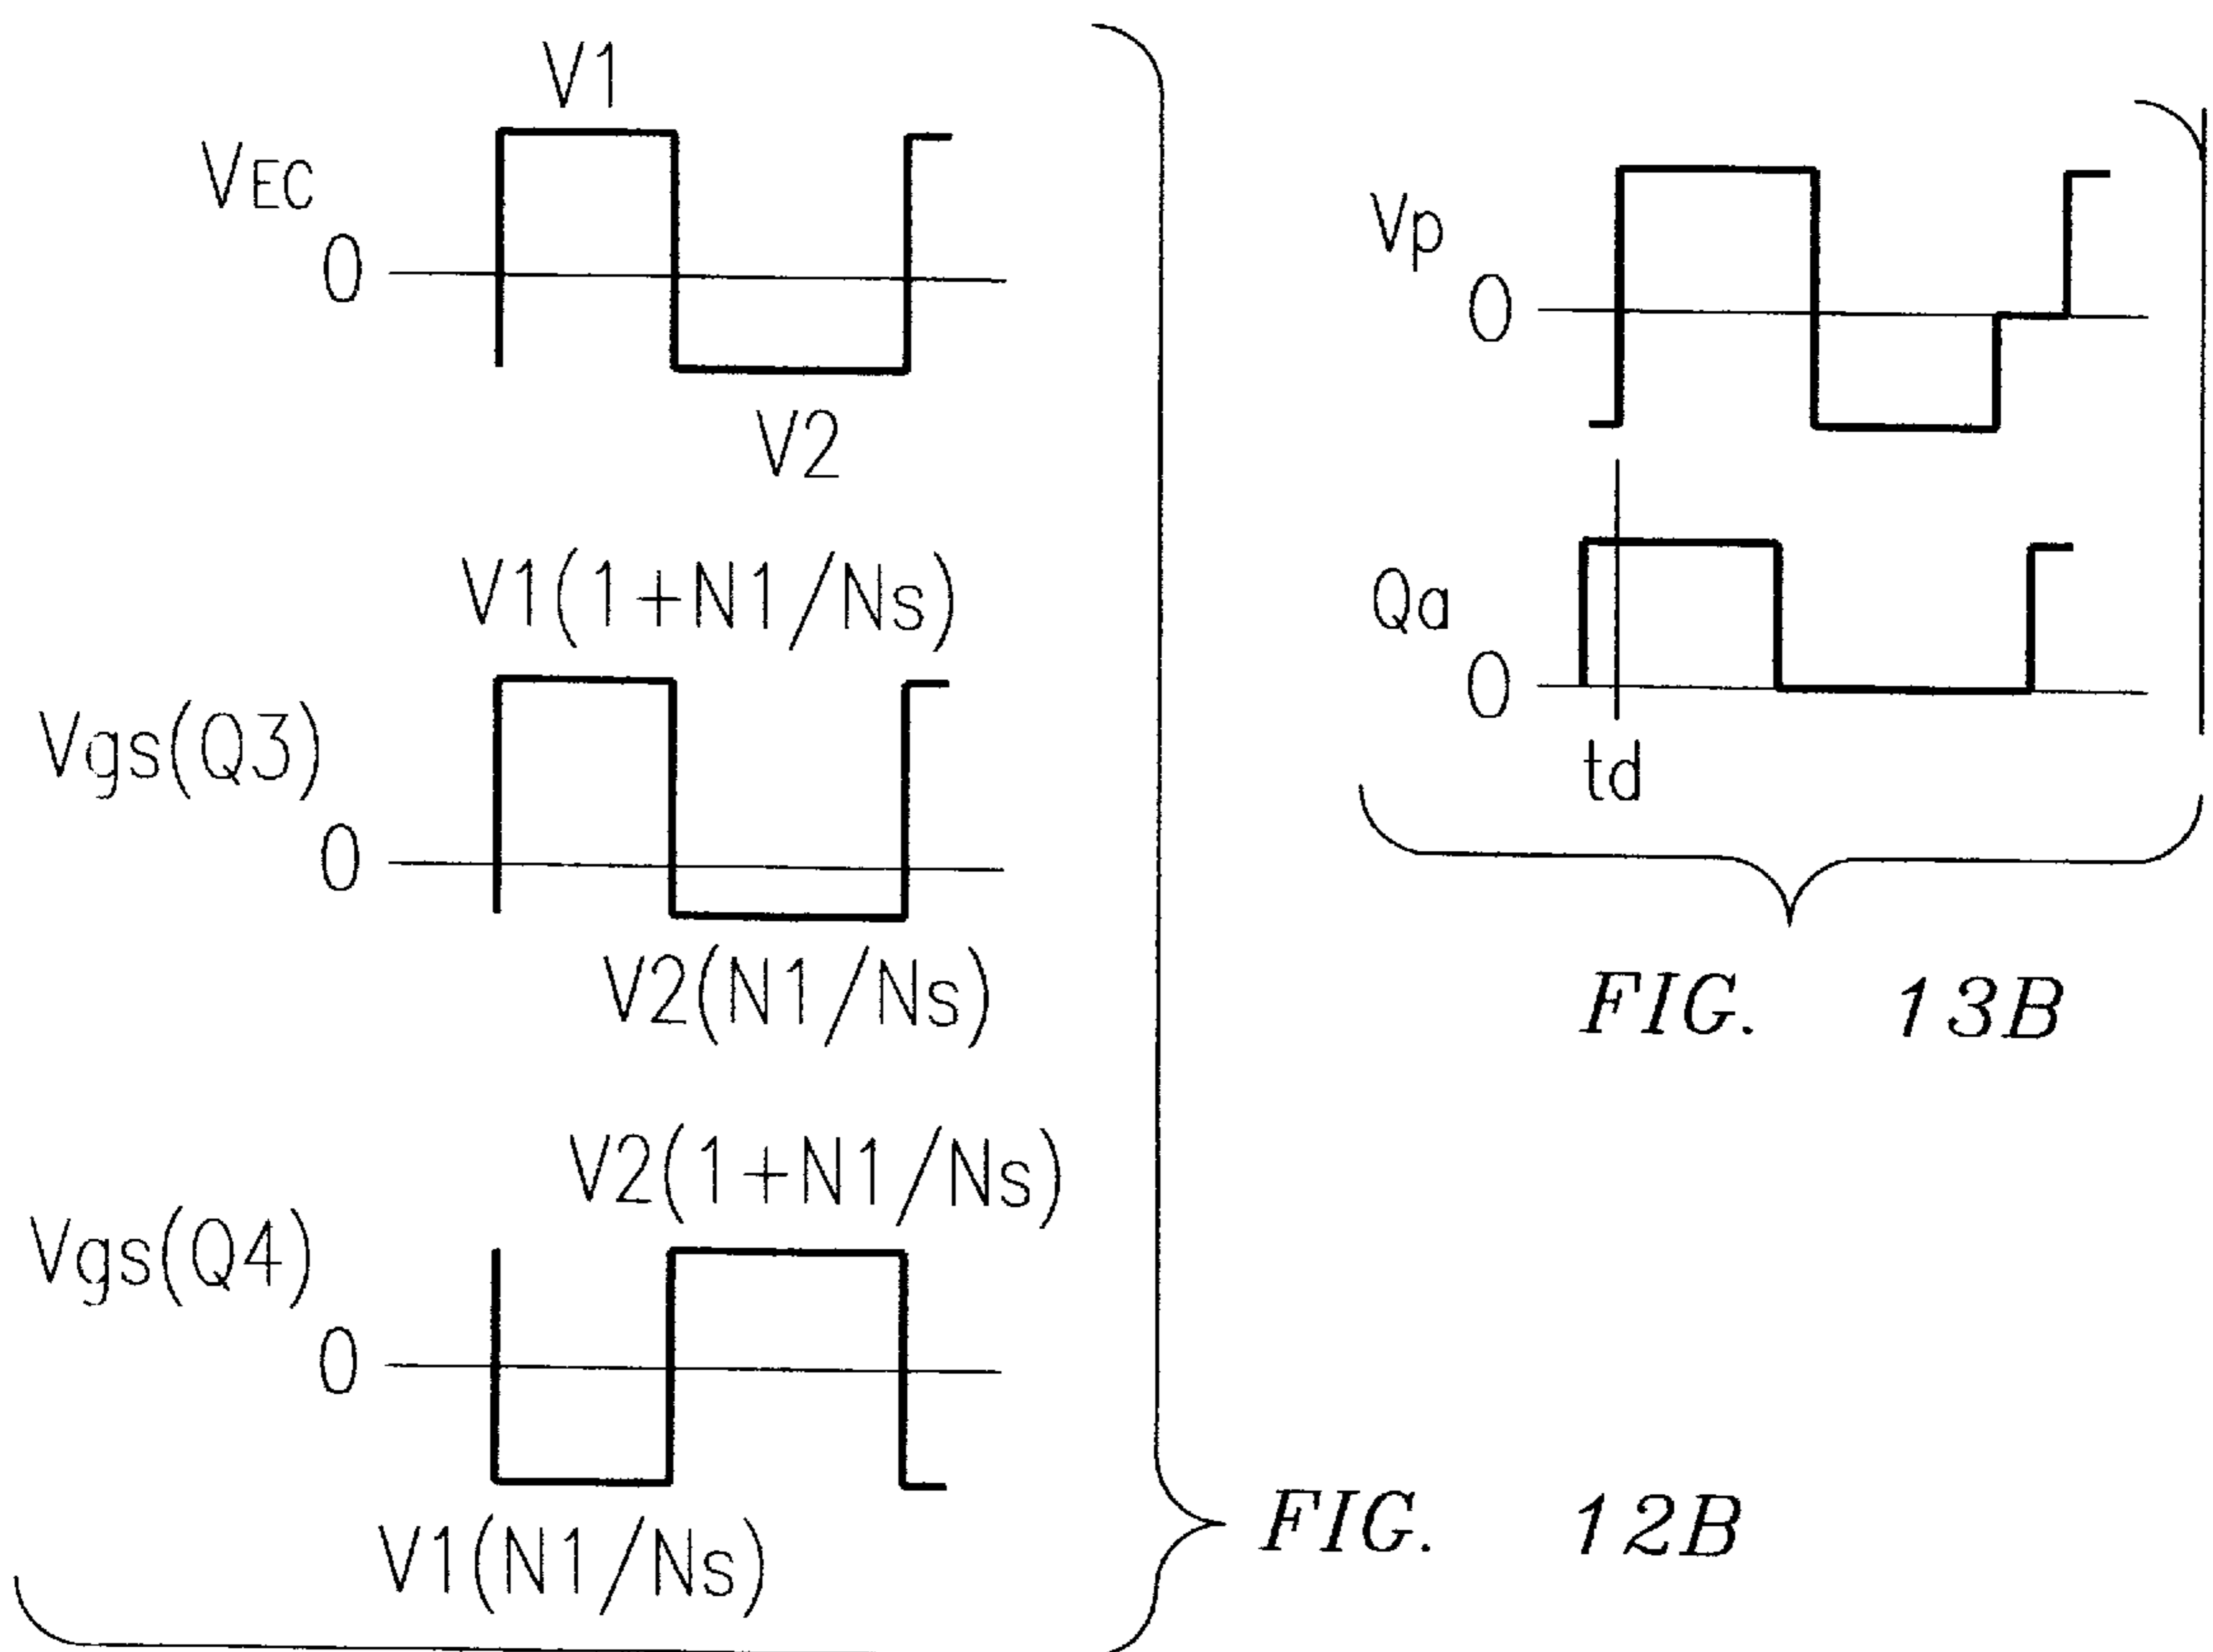 V1
VEC
0
V2
V1(1+N1/Ns)
Vgs(Q3)
0
V2(N1/Ns)
V2(1+N1/Ns)
Vgs(Q4)
0
V1(N1/Ns)
FIG. 12B
Vp
0
Qa
0
td
FIG. 13B